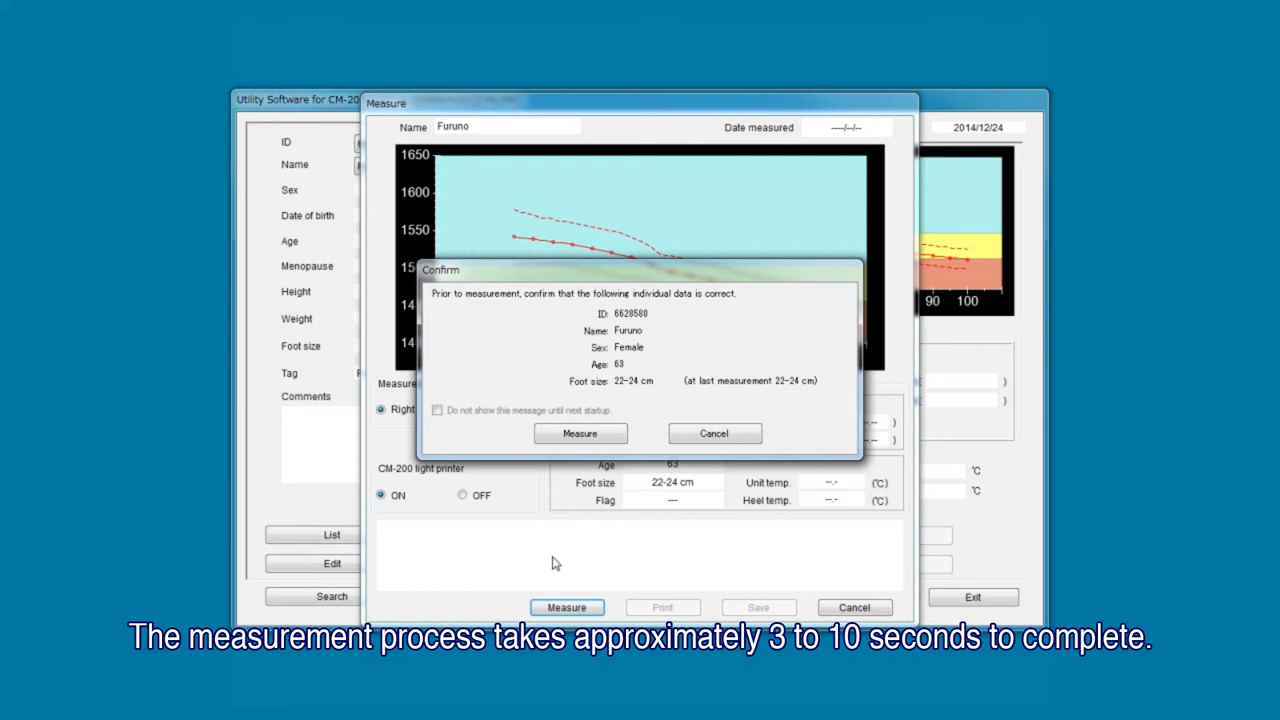 Utility Software for CM-20
Measure
Name Furuno Date measured ----/--/--
2014/12/24
ID
Name
Sex
Date of birth
Age
Menopause
Height
Weight
Foot size
Tag
Comments
1650
1600
1550
90 100
Confirm
Prior to measurement, confirm that the following individual data is correct.
ID: 6628580
Name: Furuno
Sex: Female
Age: 63
Foot size: 22-24 cm (at last measurement 22-24 cm)
Do not show this message until next startup.
Measure Cancel
Measure
Right
CM-200 light printer
ON OFF
Age 63
Foot size 22-24 cm Unit temp. --.- (℃)
Flag --- Heel temp. --.- (℃)
℃
℃
List
Edit
Search
Measure Print Save Cancel
Exit
The measurement process takes approximately 3 to 10 seconds to complete.